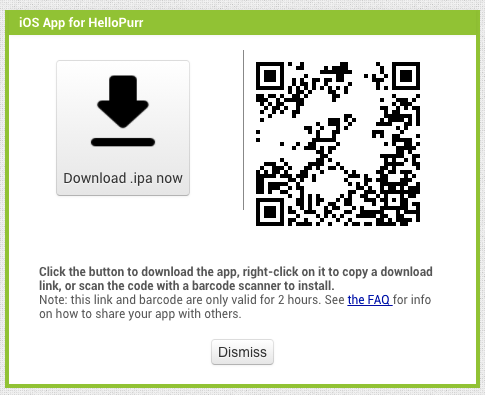 iOS App for HelloPurr
Download .ipa now
Click the button to download the app, right-click on it to copy a download
link, or scan the code with a barcode scanner to install.
Note: this link and barcode are only valid for 2 hours. See the FAQ for info
on how to share your app with others.
Dismiss